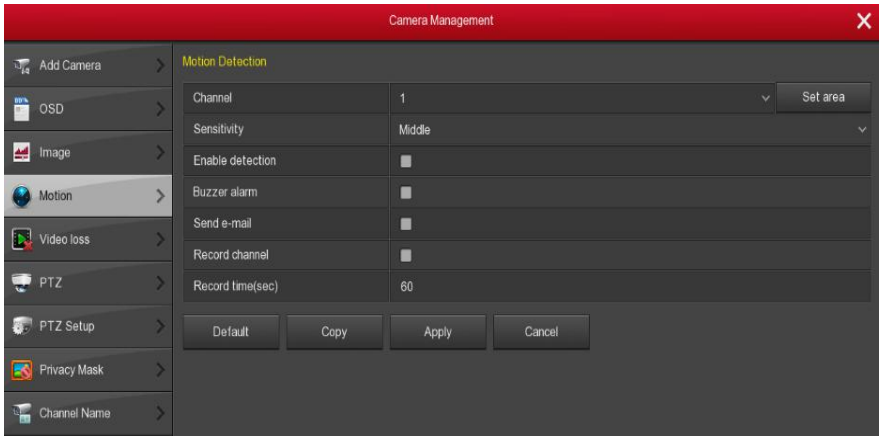 Camera Management
Add Camera
OSD
Image
Motion
Video loss
PTZ
PTZ Setup
Privacy Mask
Channel Name
Motion Detection
Channel 1 Set area
Sensitivity Middle
Enable detection
Buzzer alarm
Send e-mail
Record channel
Record time(sec) 60
Default Copy Apply Cancel